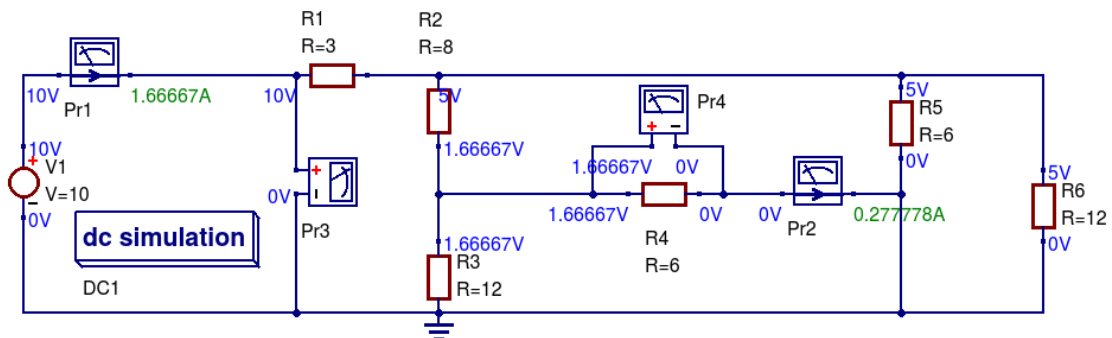 R1
R=3
R2
R=8
10V
Pr1
1.66667A
10V
5V
Pr4
+ -
5V
R5
R=6
10V
+
V1
V=10
-
0V
1.66667V
1.66667V
0V
0V
+
-
0V
Pr3
1.66667V
0V
0V
Pr2
0.277778A
5V
R6
R=12
0V
dc simulation
DC1
1.66667V
R3
R=12
R4
R=6